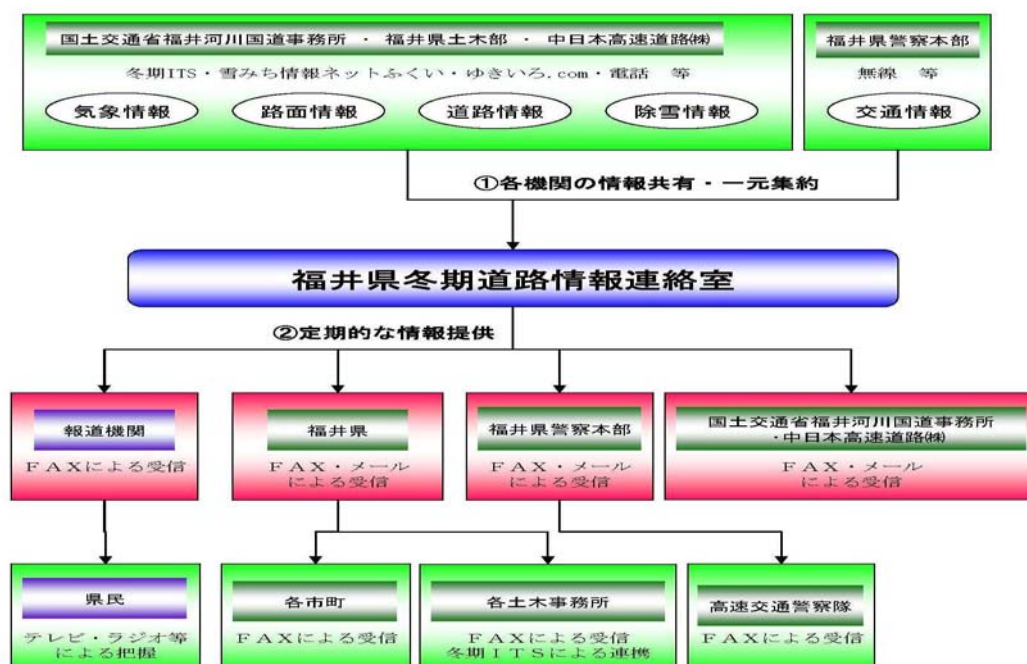 国土交通省福井河川国道事務所 ・ 福井県土木部 ・ 中日本高速道路㈱
冬期ITS・雪みち情報ネットふくい・ゆきいろ.com・電話 等
気象情報
路面情報
道路情報
除雪情報
福井県警察本部
無線 等
交通情報
①各機関の情報共有・一元集約
福井県冬期道路情報連絡室
②定期的な情報提供
報道機関
FAXによる受信
福井県
FAX・メール
による受信
福井県警察本部
FAX・メール
による受信
国土交通省福井河川国道事務所
・中日本高速道路㈱
FAX・メール
による受信
県民
テレビ・ラジオ等
による把握
各市町
FAXによる受信
各土木事務所
FAXによる受信
冬期ITSによる連携
高速交通警察隊
FAXによる受信